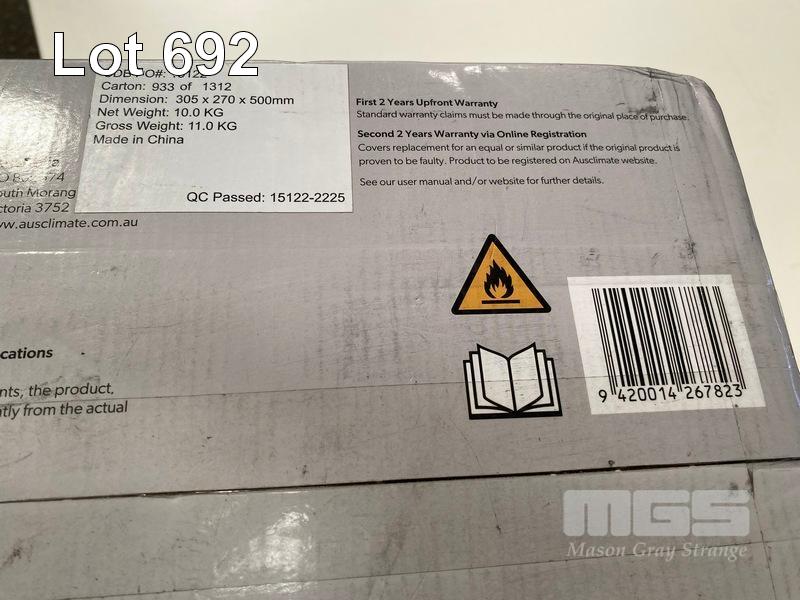 Lot 692
Carton: 933 of 1312
Dimension: 305 x 270 x 500mm
Net Weight: 10.0 KG
Gross Weight: 11.0 KG
Made in China
QC Passed: 15122-2225
Morang
3752
www.ausclimate.com.au
First 2 Years Upfront Warranty
Standard warranty claims must be made through the original place of purchase.
Second 2 Years Warranty via Online Registration
Covers replacement for an equal or similar product if the original product is
proven to be faulty. Product to be registered on Ausclimate website.
See our user manual and/or website for further details.
cations
nts, the product,
tly from the actual
9 420014 267823
MGS
Mason Gray Strange